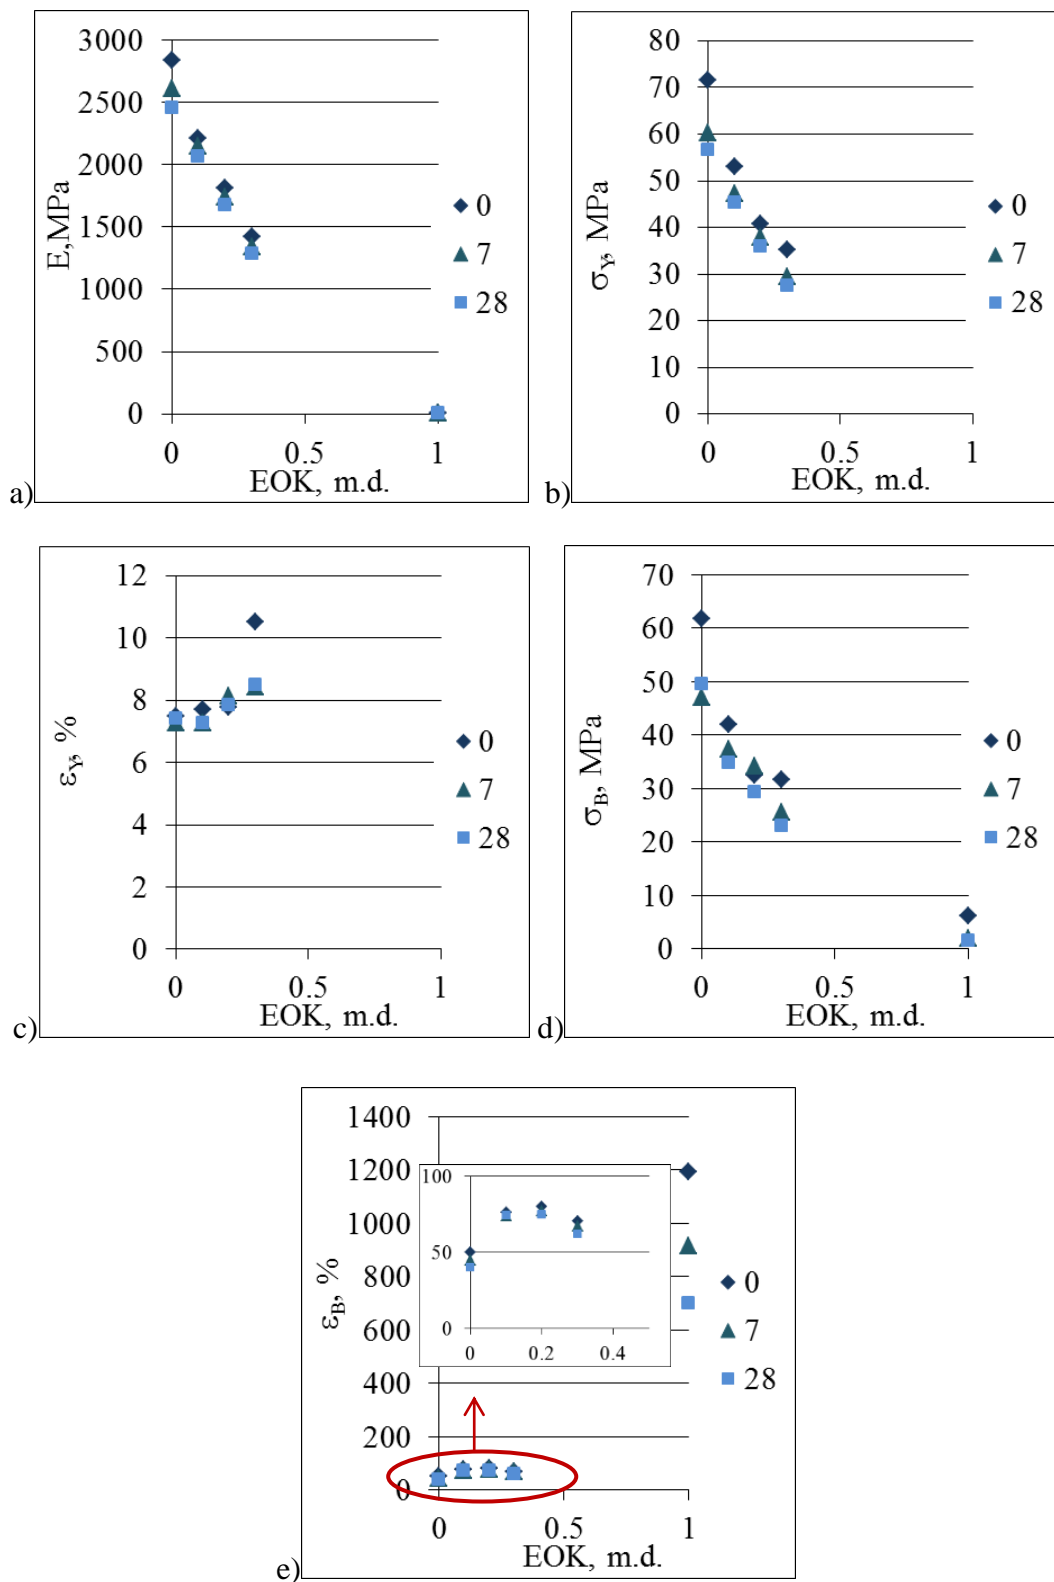 3000
2500
2000
1500
1000
500
0
E,MPa
0 0.5 1
EOK, m.d.
0
7
28
a)
80
70
60
50
40
30
20
10
0
σY, MPa
0 0.5 1
EOK, m.d.
0
7
28
b)
12
10
8
6
4
2
0
εY, %
0 0.5 1
EOK, m.d.
0
7
28
c)
70
60
50
40
30
20
10
0
σB, MPa
0 0.5 1
EOK, m.d.
0
7
28
d)
1400
1200
1000
800
600
400
200
0
εB, %
100
50
0
0 0.2 0.4
0 0.5 1
EOK, m.d.
0
7
28
e)